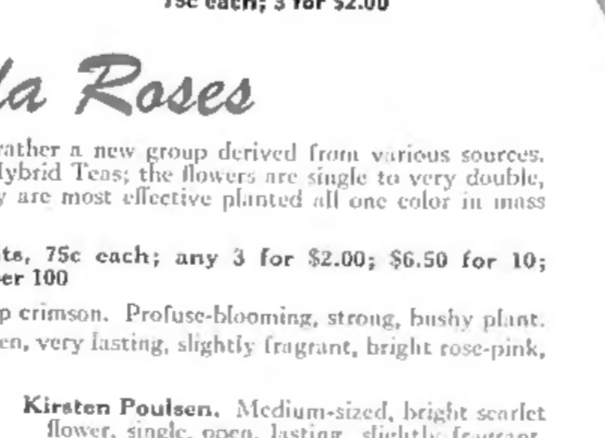 75c each; 3 for $2.00
la Roses
rather a new group derived from various sources.
Hybrid Teas; the flowers are single to very double,
y are most effective planted all one color in mass
ts, 75c each; any 3 for $2.00; $6.50 for 10;
er 100
p crimson. Profuse-blooming, strong, bushy plant.
en, very lasting, slightly fragrant, bright rose-pink,
Kirsten Poulsen. Medium-sized, bright scarlet
flower, single, open, lasting, slightly fragrant.